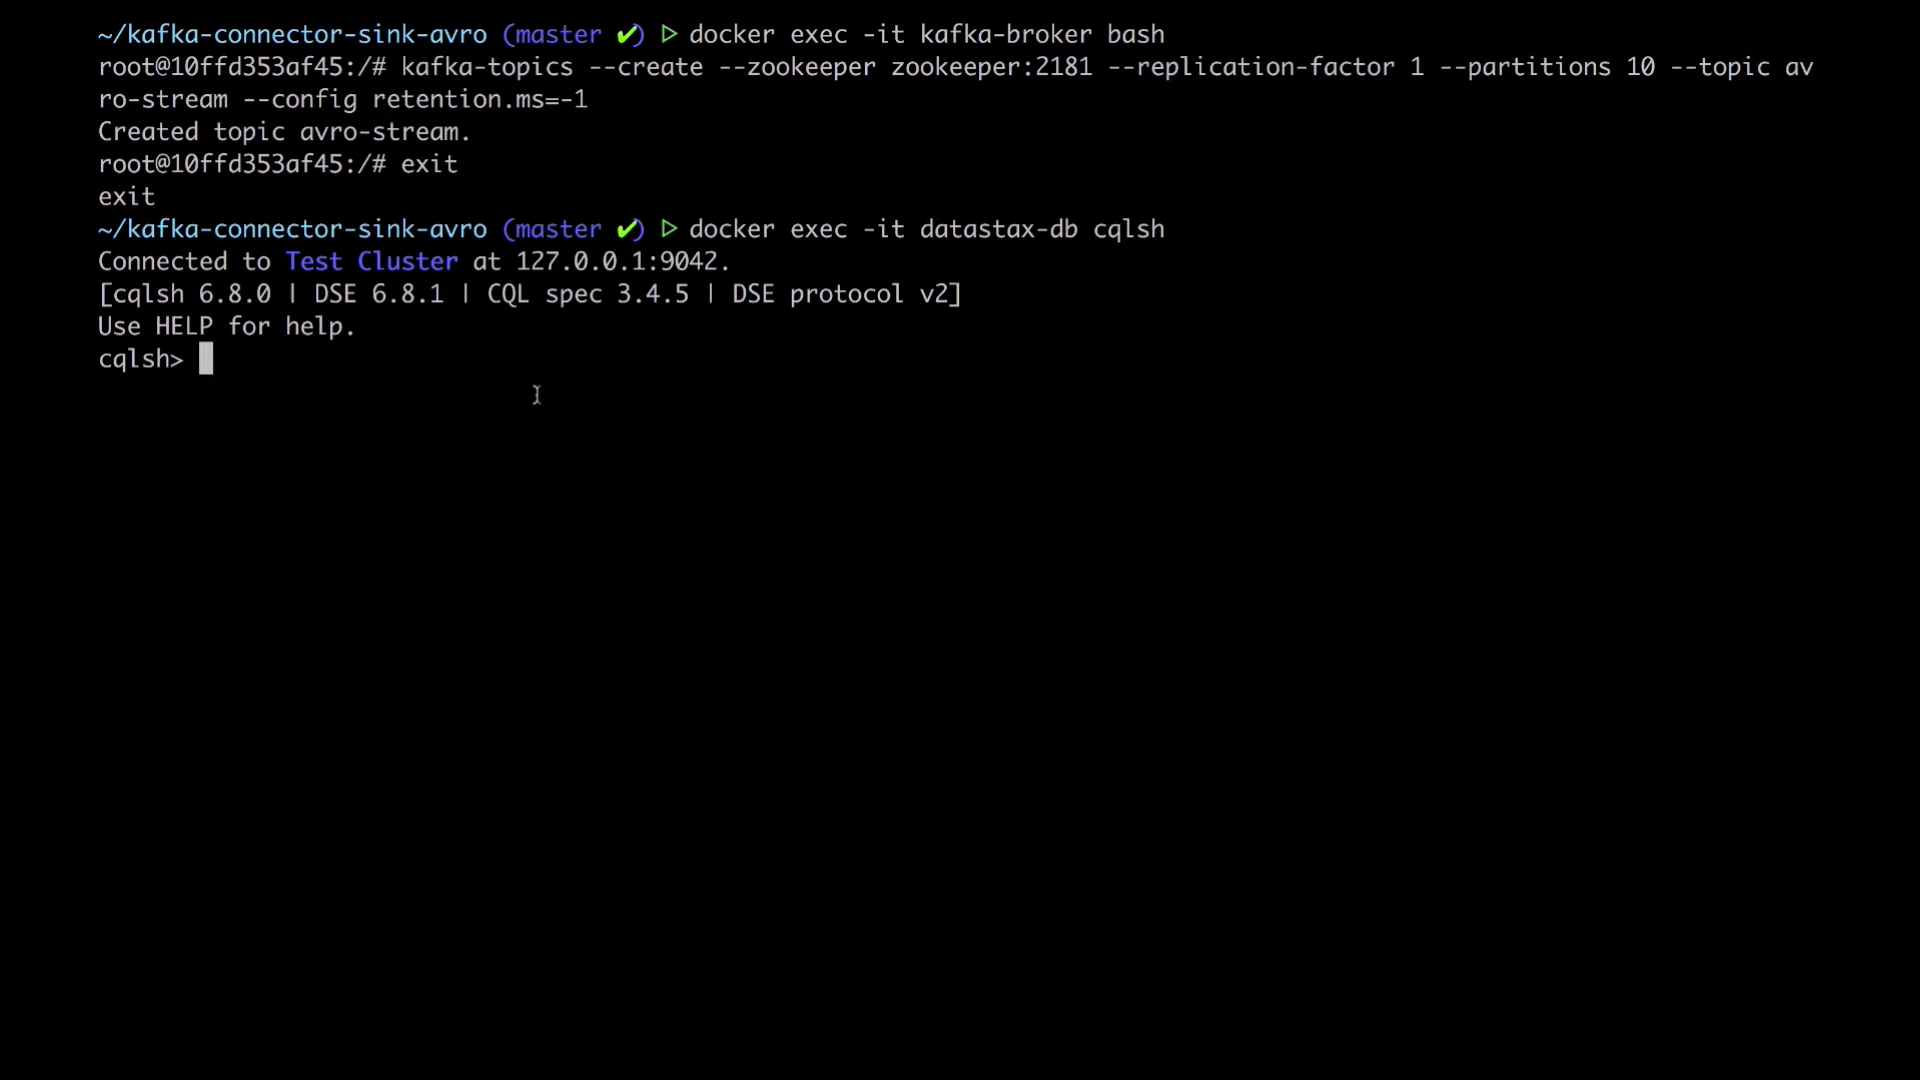 ~/kafka-connector-sink-avro (master ✔) ▷ docker exec -it kafka-broker bash
root@10ffd353af45:/# kafka-topics --create --zookeeper zookeeper:2181 --replication-factor 1 --partitions 10 --topic av
ro-stream --config retention.ms=-1
Created topic avro-stream.
root@10ffd353af45:/# exit
exit
~/kafka-connector-sink-avro (master ✔) ▷ docker exec -it datastax-db cqlsh
Connected to Test Cluster at 127.0.0.1:9042.
[cqlsh 6.8.0 | DSE 6.8.1 | CQL spec 3.4.5 | DSE protocol v2]
Use HELP for help.
cqlsh>